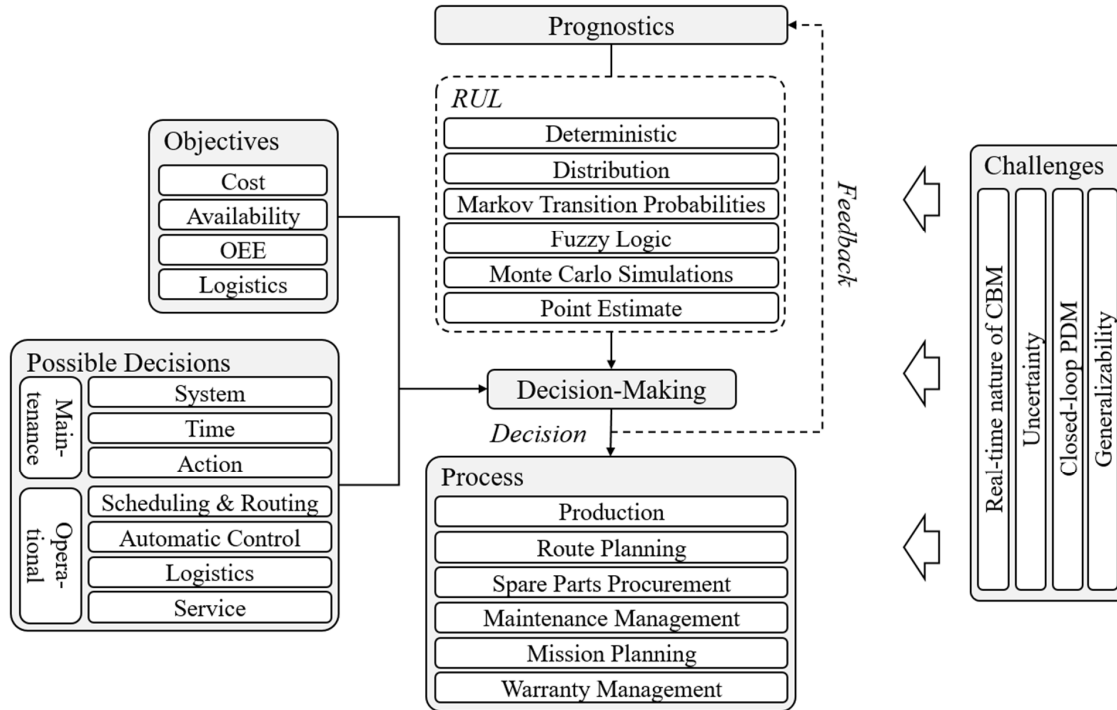 Prognostics
RUL
Deterministic
Distribution
Markov Transition Probabilities
Fuzzy Logic
Monte Carlo Simulations
Point Estimate
Feedback
Objectives
Cost
Availability
OEE
Logistics
Possible Decisions
Main-
tenance
System
Time
Action
Opera-
tional
Scheduling & Routing
Automatic Control
Logistics
Service
Decision-Making
Decision
Process
Production
Route Planning
Spare Parts Procurement
Maintenance Management
Mission Planning
Warranty Management
Challenges
Real-time nature of CBM
Uncertainty
Closed-loop PDM
Generalizability